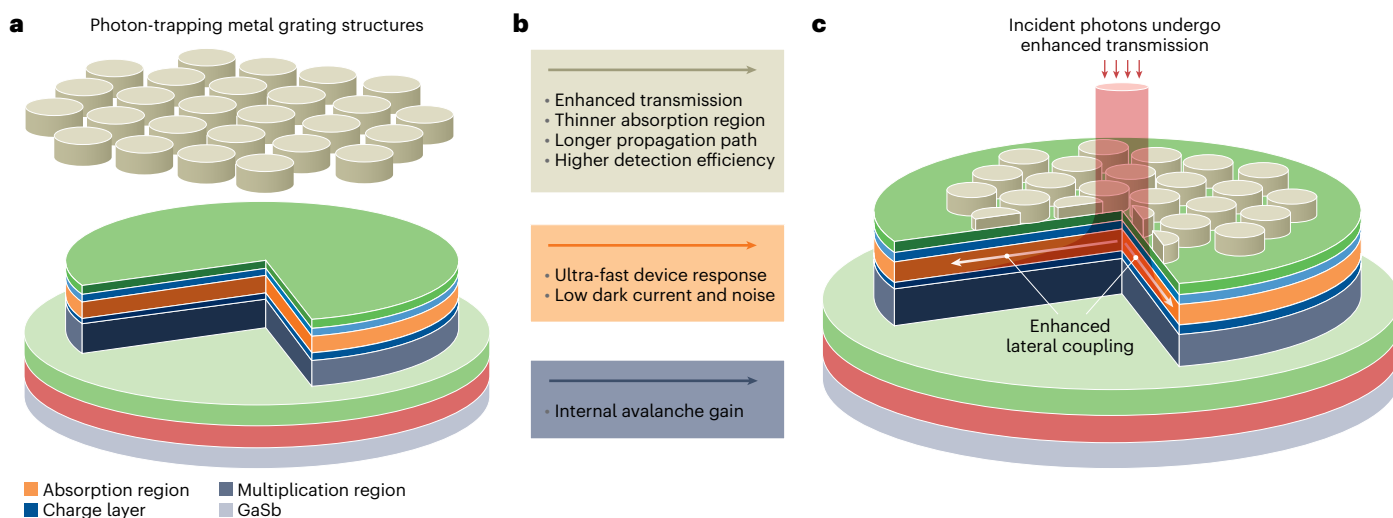 a
Photon-trapping metal grating structures
Absorption region
Multiplication region
Charge layer
GaSb
b
• Enhanced transmission
• Thinner absorption region
• Longer propagation path
• Higher detection efficiency
• Ultra-fast device response
• Low dark current and noise
• Internal avalanche gain
c
Incident photons undergo
enhanced transmission
Enhanced
lateral coupling